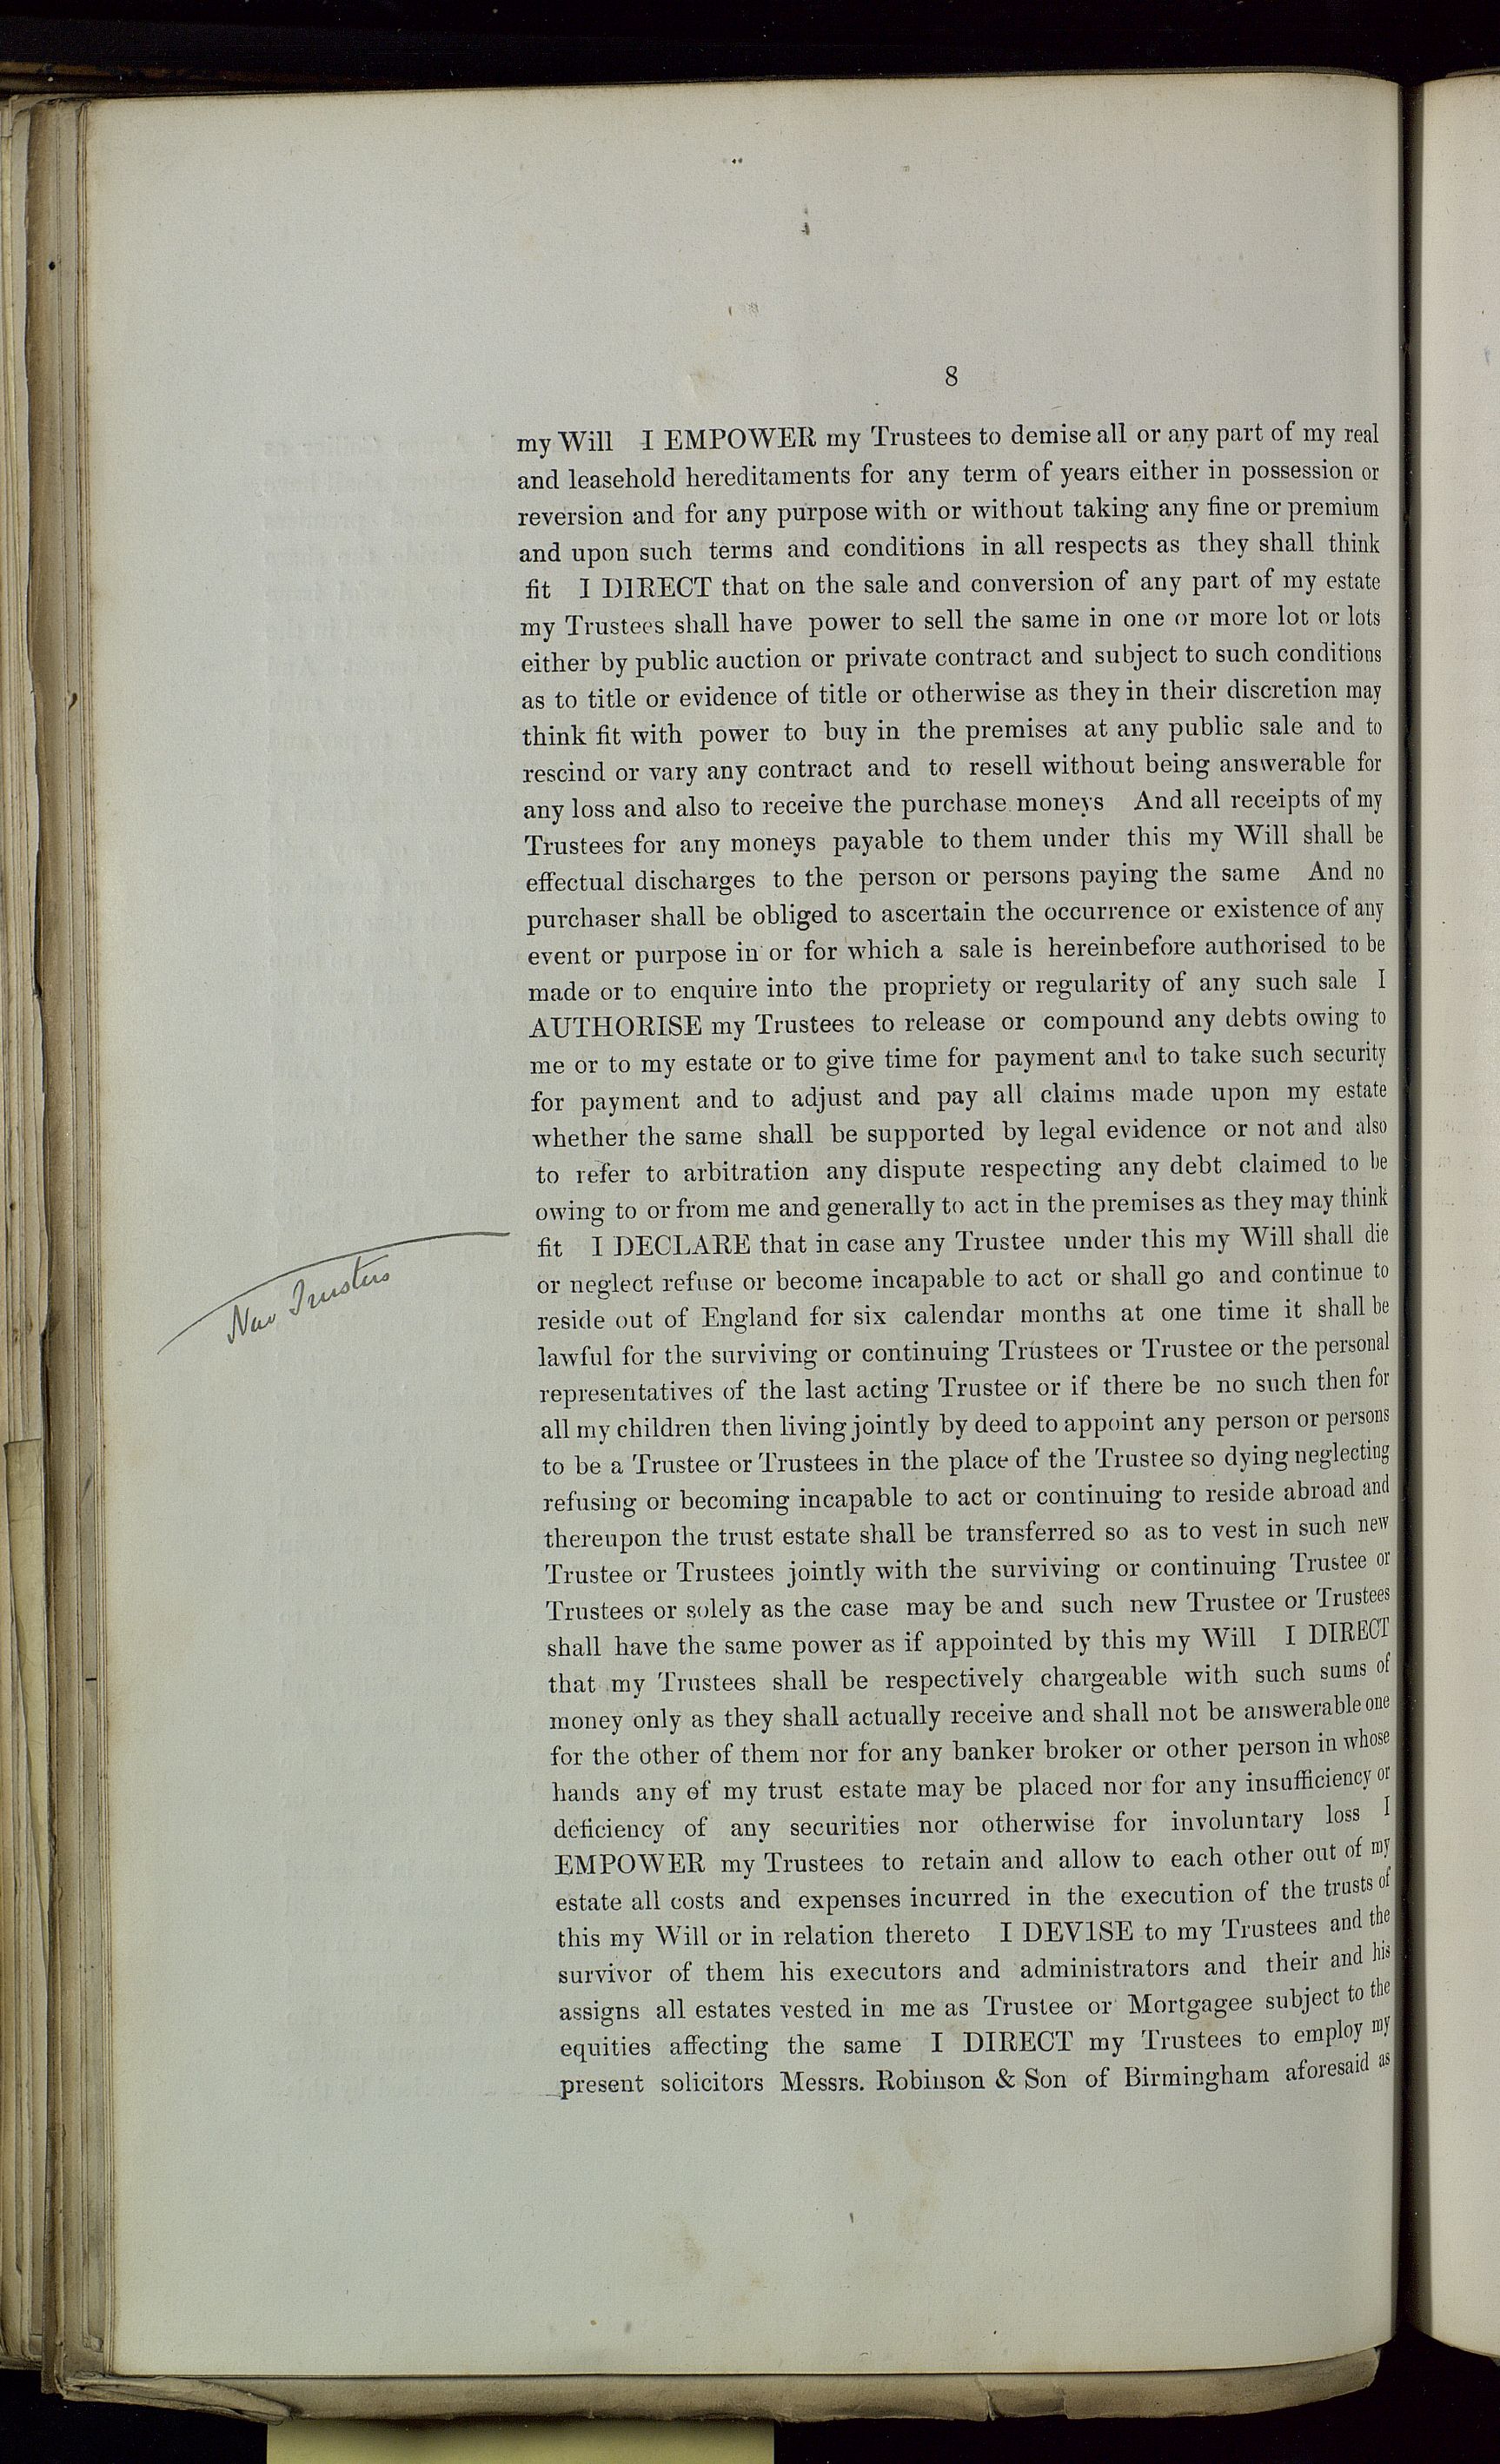 8
my Will I EMPOWER my Trustees to demise all or any part of my real
and leasehold hereditaments for any term of years either in possession or
reversion and for any purpose with or without taking any fine or premium
and upon such terms and conditions in all respects as they shall think
fit I DIRECT that on the sale and conversion of any part of my estate
my Trustees shall have power to sell the same in one or more lot or lots
either by public auction or private contract and subject to such conditions
as to title or evidence of title or otherwise as they in their discretion may
think fit with power to buy in the premises at any public sale and to
rescind or vary any contract and to resell without being answerable for
any loss and also to receive the purchase moneys And all receipts of my
Trustees for any moneys payable to them under this my Will shall be
effectual discharges to the person or persons paying the same And no
purchaser shall be obliged to ascertain the occurrence or existence of any
event or purpose in or for which a sale is hereinbefore authorised to be
made or to enquire into the propriety or regularity of any such sale I
AUTHORISE my Trustees to release or compound any debts owing to
me or to my estate or to give time for payment and to take such security
for payment and to adjust and pay all claims made upon my estate
whether the same shall be supported by legal evidence or not and also
to refer to arbitration any dispute respecting any debt claimed to be
owing to or from me and generally to act in the premises as they may think
fit I DECLARE that in case any Trustee under this my Will shall die
New Trustees
or neglect refuse or become incapable to act or shall go and continue to
reside out of England for six calendar months at one time it shall be
lawful for the surviving or continuing Trustees or Trustee or the personal
representatives of the last acting Trustee or if there be no such then for
all my children then living jointly by deed to appoint any person or persons
to be a Trustee or Trustees in the place of the Trustee so dying neglecting
refusing or becoming incapable to act or continuing to reside abroad and
thereupon the trust estate shall be transferred so as to vest in such new
Trustee or Trustees jointly with the surviving or continuing Trustee or
Trustees or solely as the case may be and such new Trustee or Trustees
shall have the same power as if appointed by this my Will I DIRECT
that my Trustees shall be respectively chargeable with such sums of
money only as they shall actually receive and shall not be answerable one
for the other of them nor for any banker broker or other person in whose
hands any of my trust estate may be placed nor for any insufficiency or
deficiency of any securities nor otherwise for involuntary loss I
EMPOWER my Trustees to retain and allow to each other out of my
estate all costs and expenses incurred in the execution of the trusts of
this my Will or in relation thereto I DEVISE to my Trustees and the
survivor of them his executors and administrators and their and his
assigns all estates vested in me as Trustee or Mortgagee subject to the
equities affecting the same I DIRECT my Trustees to employ my
present solicitors Messrs. Robinson & Son of Birmingham aforesaid as